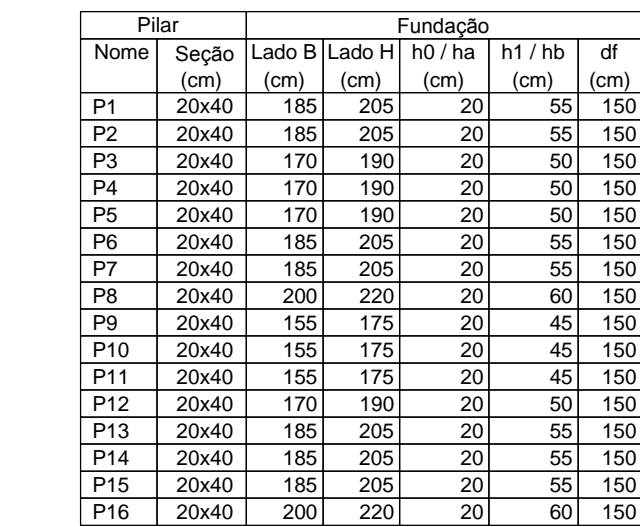 Pilar Fundação
Nome Seção Lado B Lado H h0 / ha h1 / hb df
(cm) (cm) (cm) (cm) (cm) (cm)
P1 20x40 185 205 20 55 150
P2 20x40 185 205 20 55 150
P3 20x40 170 190 20 50 150
P4 20x40 170 190 20 50 150
P5 20x40 170 190 20 50 150
P6 20x40 185 205 20 55 150
P7 20x40 185 205 20 55 150
P8 20x40 200 220 20 60 150
P9 20x40 155 175 20 45 150
P10 20x40 155 175 20 45 150
P11 20x40 155 175 20 45 150
P12 20x40 170 190 20 50 150
P13 20x40 185 205 20 55 150
P14 20x40 185 205 20 55 150
P15 20x40 185 205 20 55 150
P16 20x40 200 220 20 60 150